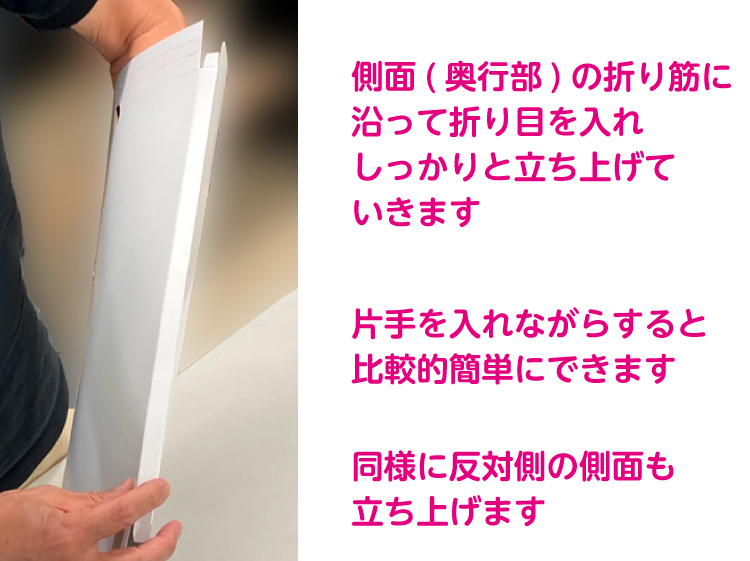 側面(奥行部)の折り筋に
沿って折り目を入れ
しっかりと立ち上げて
いきます
片手を入れながらすると
比較的簡単にできます
同様に反対側の側面も
立ち上げます